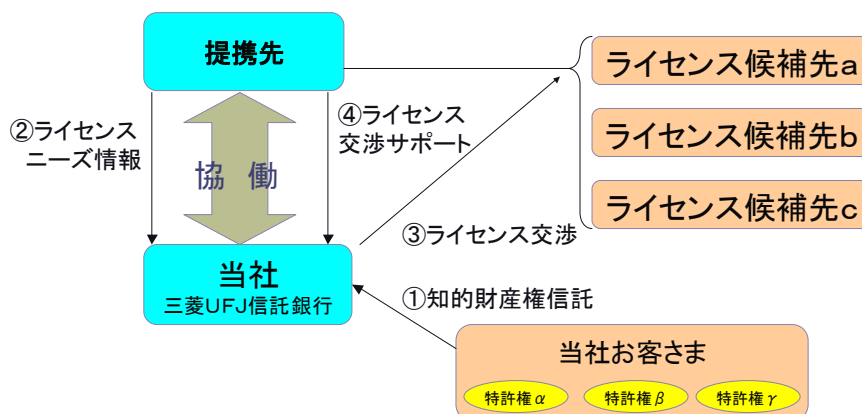 提携先
ライセンス候補先a
ライセンス候補先b
ライセンス候補先c
②ライセンス
ニーズ情報
④ライセンス
交渉サポート
協 働
③ライセンス交渉
当社
三菱UFJ信託銀行
①知的財産権信託
当社お客さま
特許権α
特許権β
特許権γ